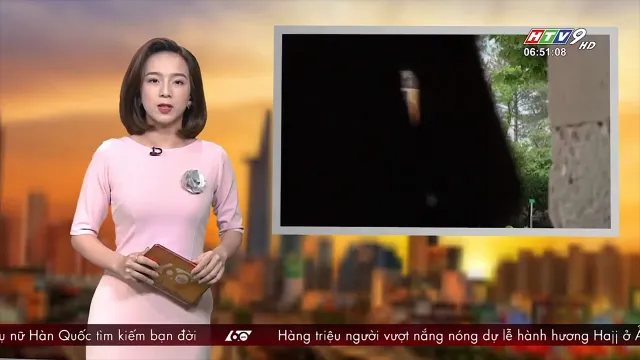 HTV9 HD
06:51:08
ụ nữ Hàn Quốc tìm kiếm bạn đời 60 Hàng triệu người vượt nắng nóng dự lễ hành hương Hajj ở